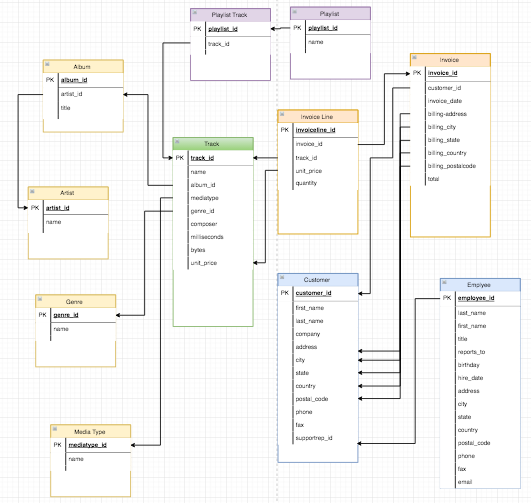 Playlist Track
PK playlist_id
track_id
Playlist
PK playlist_id
name
Album
PK album_id
artist_id
title
Invoice
PK invoice_id
customer_id
invoice_date
billing-address
billing_city
billing_state
billing_country
billing_postalcode
total
Invoice Line
PK invoiceline_id
invoice_id
track_id
unit_price
quantity
Track
PK track_id
name
album_id
mediatype
genre_id
composer
milliseconds
bytes
unit_price
Artist
PK artist_id
name
Genre
PK genre_id
name
Customer
PK customer_id
first_name
last_name
company
address
city
state
country
postal_code
phone
fax
supportrep_id
Emplyee
PK employee_id
last_name
first_name
title
reports_to
birthday
hire_date
address
city
state
country
postal_code
phone
fax
email
Media Type
PK mediatype_id
name